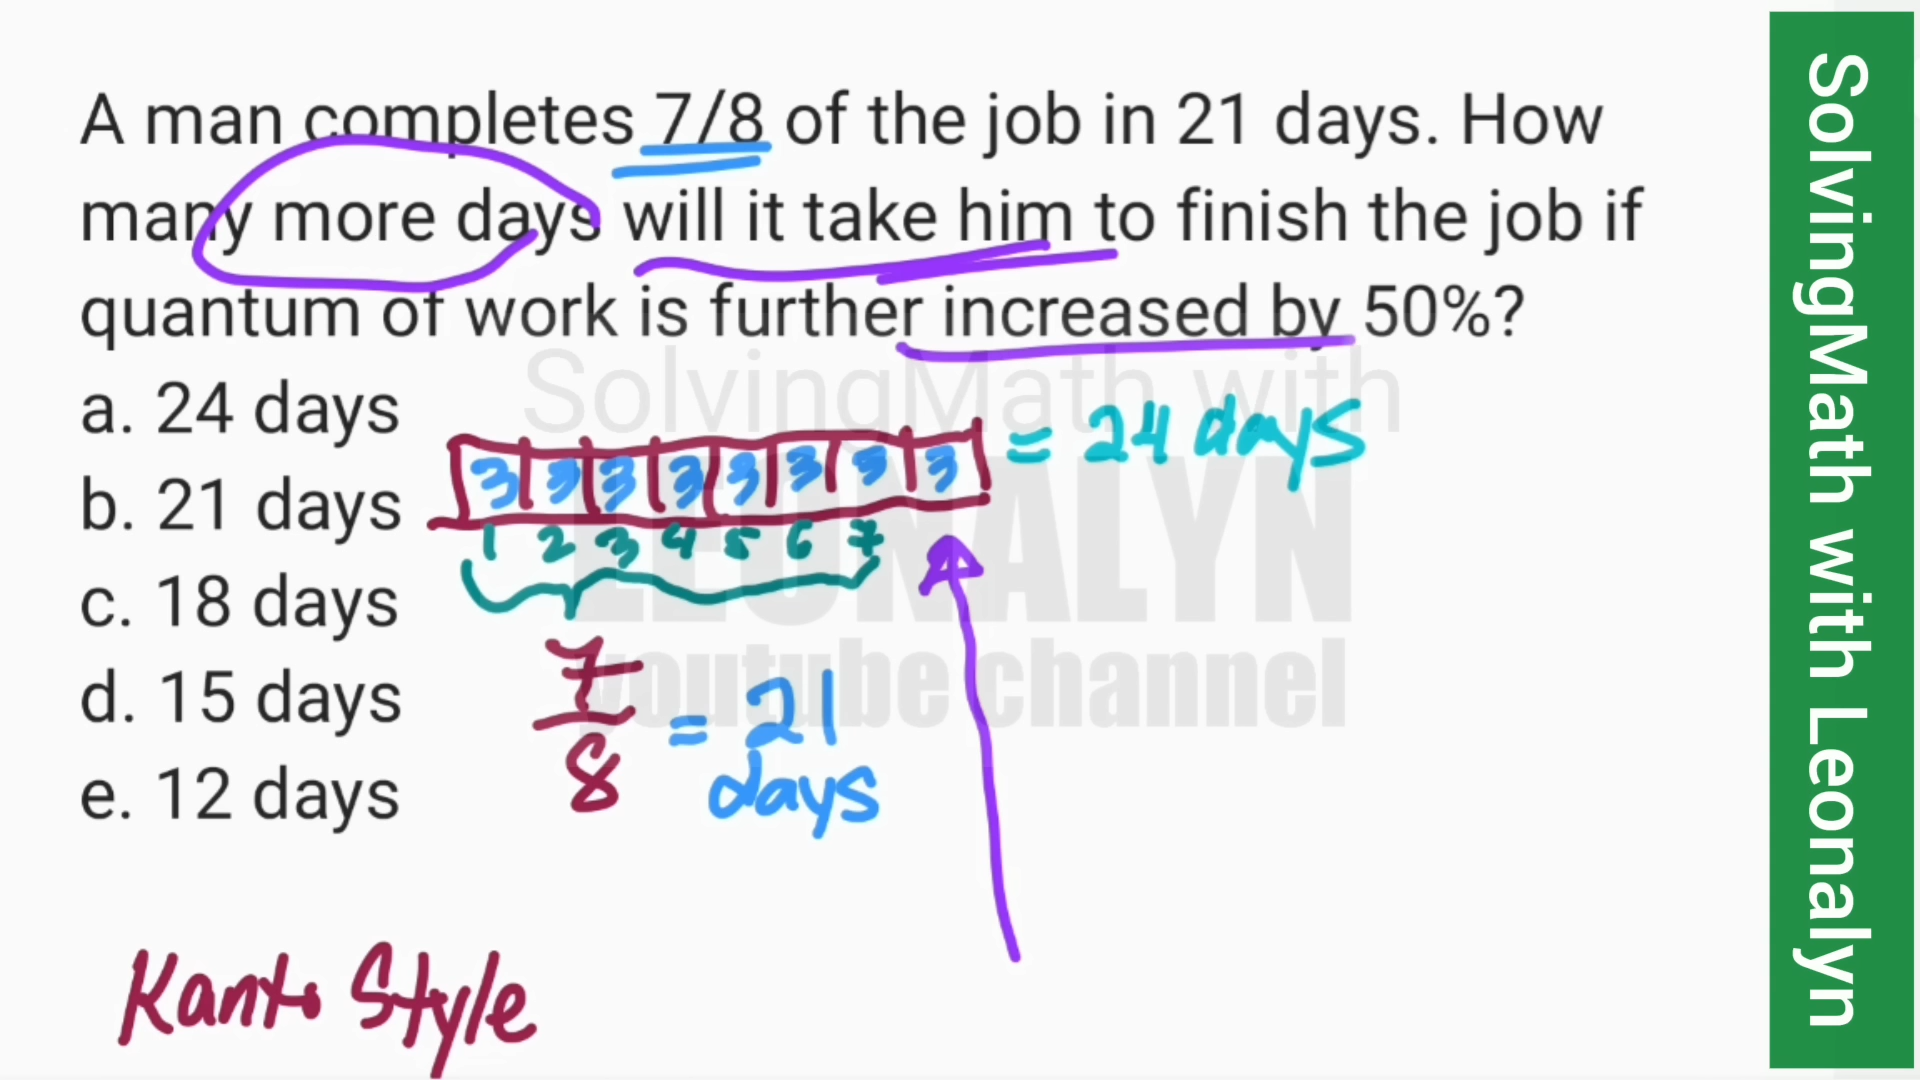 A man completes 7/8 of the job in 21 days. How
many more days will it take him to finish the job if
quantum of work is further increased by 50%?
a. 24 days
b. 21 days
c. 18 days
d. 15 days
e. 12 days
SolvingMath with
LEONALYN
youtube channel
3 3 3 3 3 3 3 3 = 24 days
1 2 3 4 5 6 7
7
8
= 21
days
Kanto Style
SolvingMath with Leonalyn